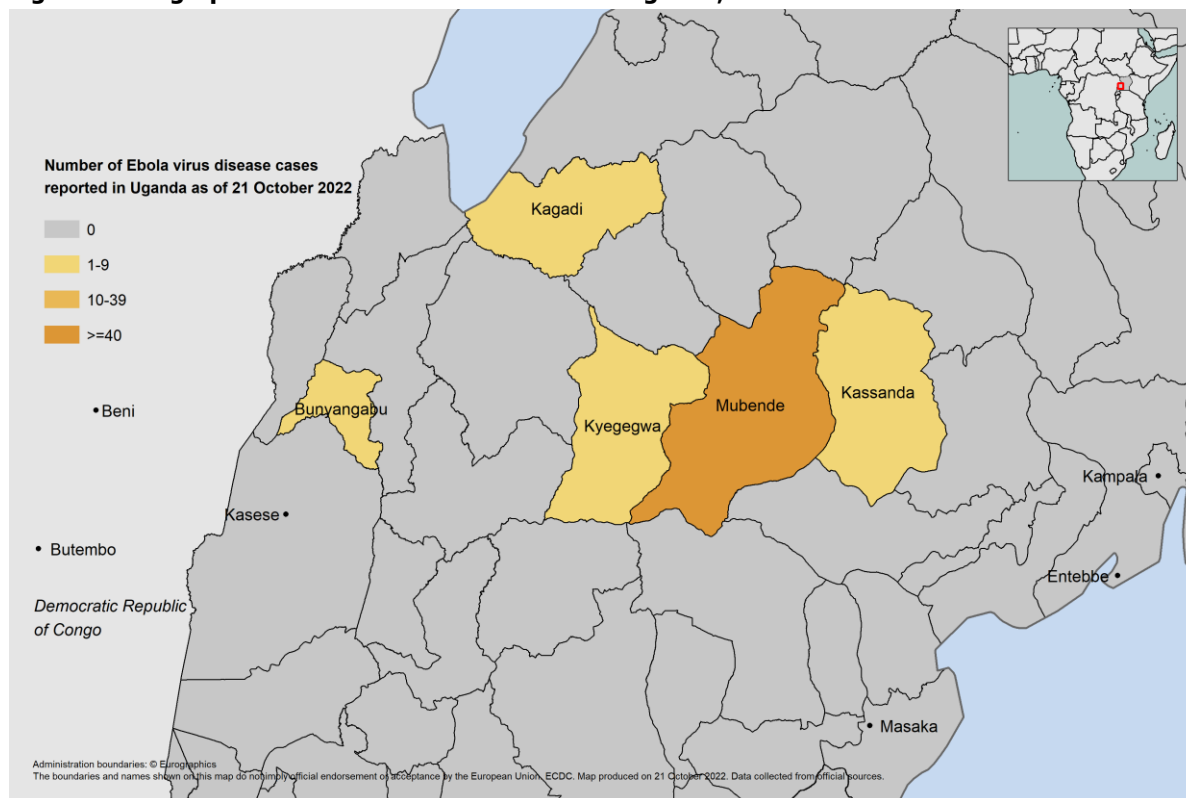 Number of Ebola virus disease cases
reported in Uganda as of 21 October 2022
0
1-9
10-39
>=40
Kagadi
Bunyangabu
Kyegegwa
Mubende
Kassanda
Beni
Kampala
Kasese
Butembo
Entebbe
Democratic Republic
of Congo
Masaka
Administration boundaries: © Eurographics
The boundaries and names shown on this map do not imply official endorsement or acceptance by the European Union. ECDC. Map produced on 21 October 2022. Data collected from official sources.